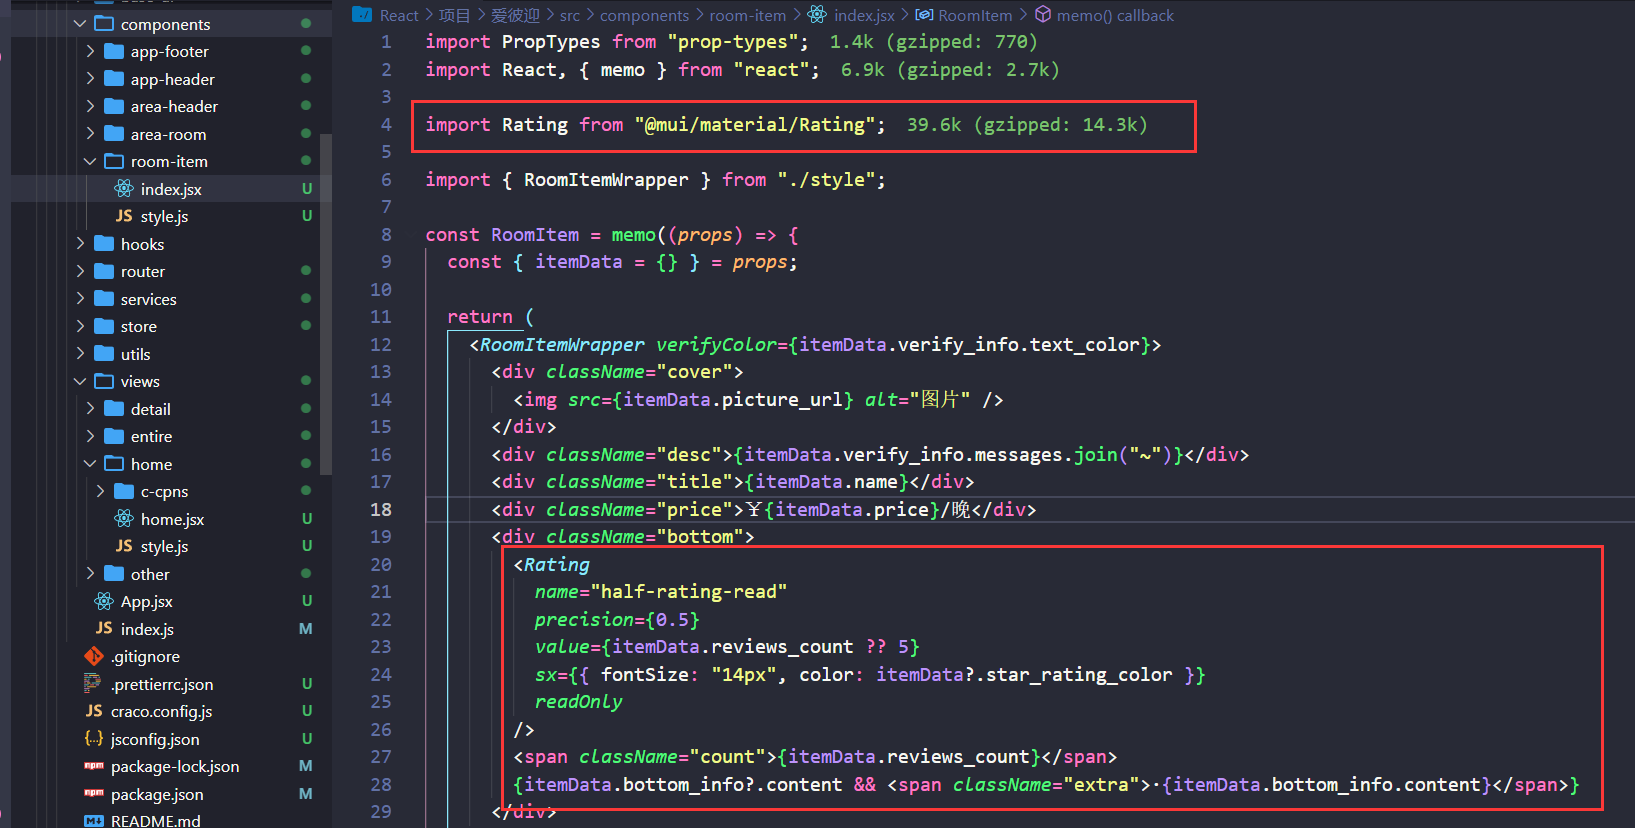 components
app-footer
app-header
area-header
area-room
room-item
index.jsx U
JS style.js U
hooks
router
services
store
utils
views
detail
entire
home
c-cpns
home.jsx U
JS style.js U
other
App.jsx U
JS index.js M
.gitignore
.prettierrc.json U
JS craco.config.js U
{..} jsconfig.json U
npm package-lock.json M
npm package.json M
README.md
React > 项目 > 爱彼迎 > src > components > room-item > index.jsx > RoomItem > memo() callback
1 import PropTypes from "prop-types"; 1.4k (gzipped: 770)
2 import React, { memo } from "react"; 6.9k (gzipped: 2.7k)
3
4 import Rating from "@mui/material/Rating"; 39.6k (gzipped: 14.3k)
5
6 import { RoomItemWrapper } from "./style";
7
8 const RoomItem = memo((props) => {
9 const { itemData = {} } = props;
10
11 return (
12 <RoomItemWrapper verifyColor={itemData.verify_info.text_color}>
13 <div className="cover">
14 <img src={itemData.picture_url} alt="图片" />
15 </div>
16 <div className="desc">{itemData.verify_info.messages.join("~")}</div>
17 <div className="title">{itemData.name}</div>
18 <div className="price">¥{itemData.price}/晚</div>
19 <div className="bottom">
20 <Rating
21 name="half-rating-read"
22 precision={0.5}
23 value={itemData.reviews_count ?? 5}
24 sx={{ fontSize: "14px", color: itemData?.star_rating_color }}
25 readOnly
26 />
27 <span className="count">{itemData.reviews_count}</span>
28 {itemData.bottom_info?.content && <span className="extra">·{itemData.bottom_info.content}</span>}
29 </div>